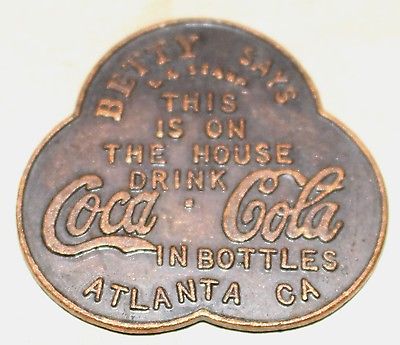 BETTY SAYS
THIS
IS ON
THE HOUSE
DRINK
Coca · Cola
IN BOTTLES
ATLANTA CA